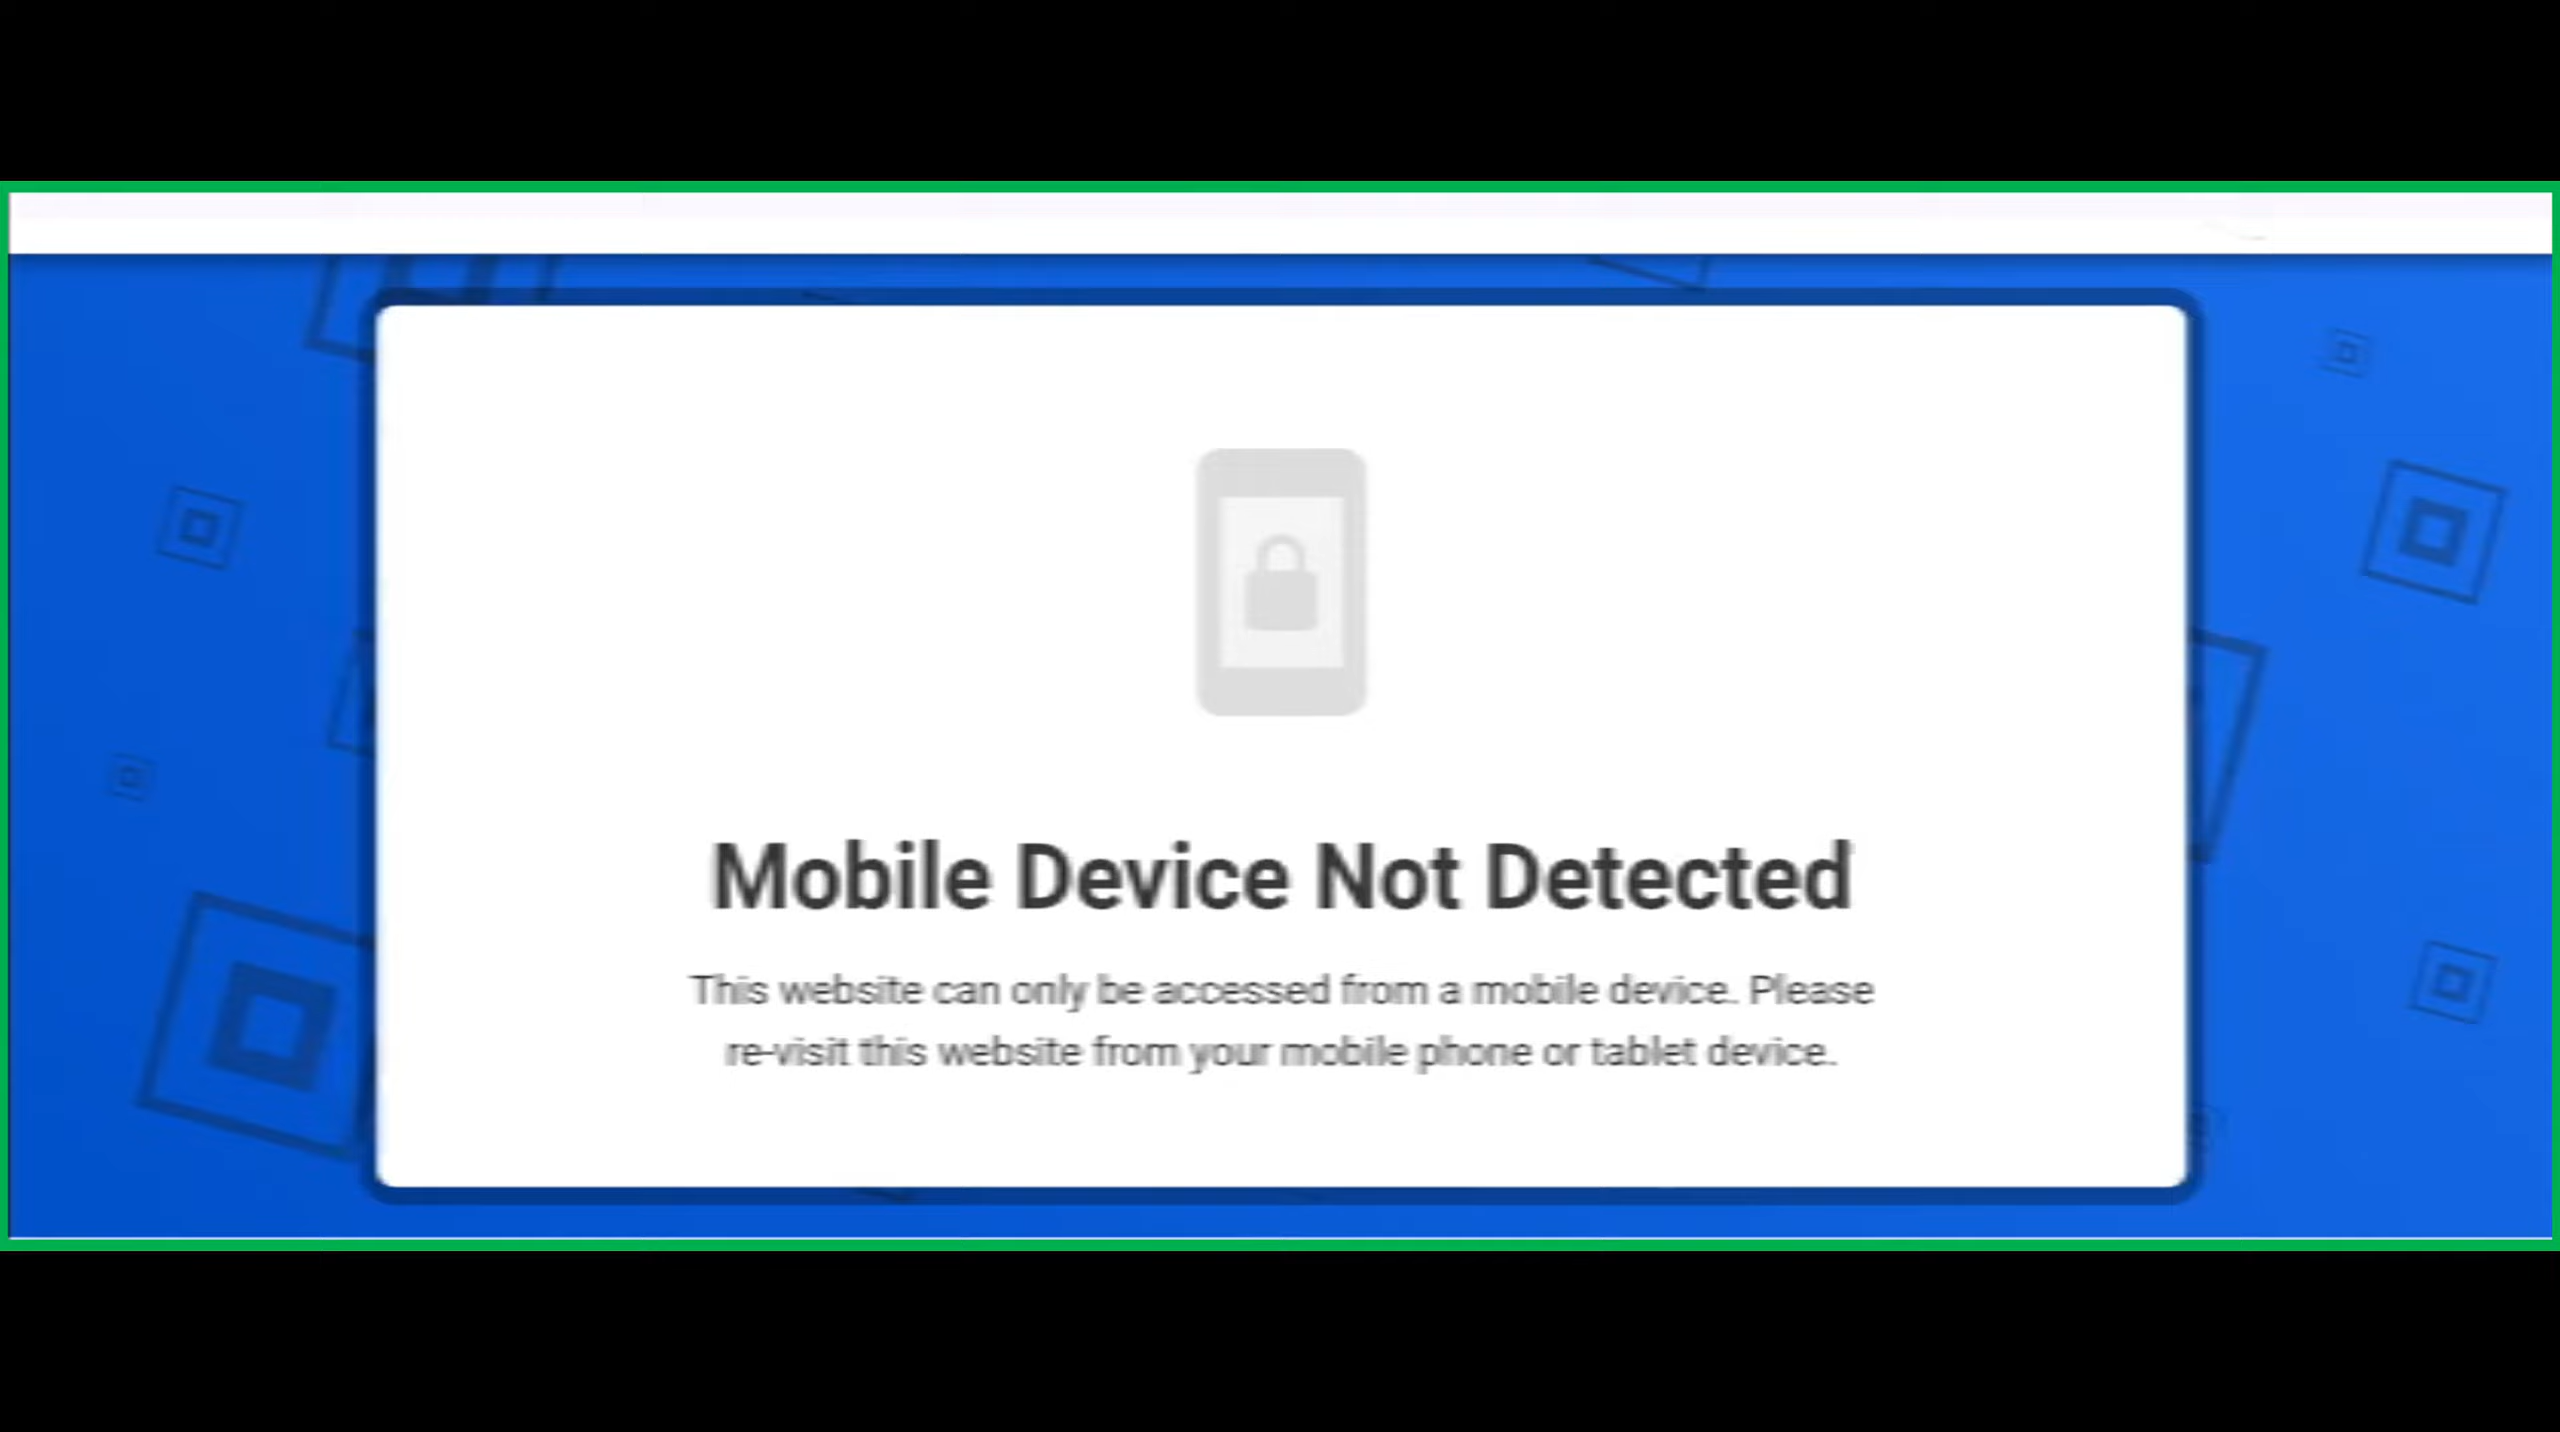 Mobile Device Not Detected
This website can only be accessed from a mobile device. Please
re-visit this website from your mobile phone or tablet device.